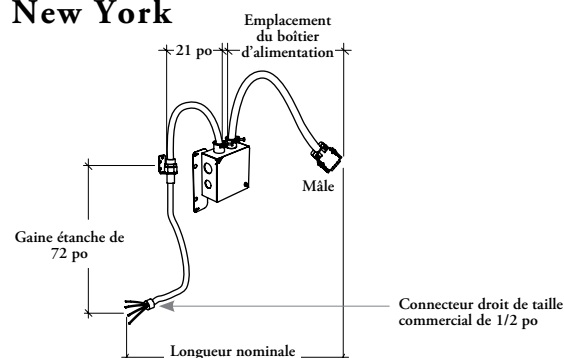 New York
Emplacement
du boîtier
d'alimentation
21 po
Mâle
Gaine étanche de
72 po
Connecteur droit de taille
commercial de 1/2 po
Longueur nominale